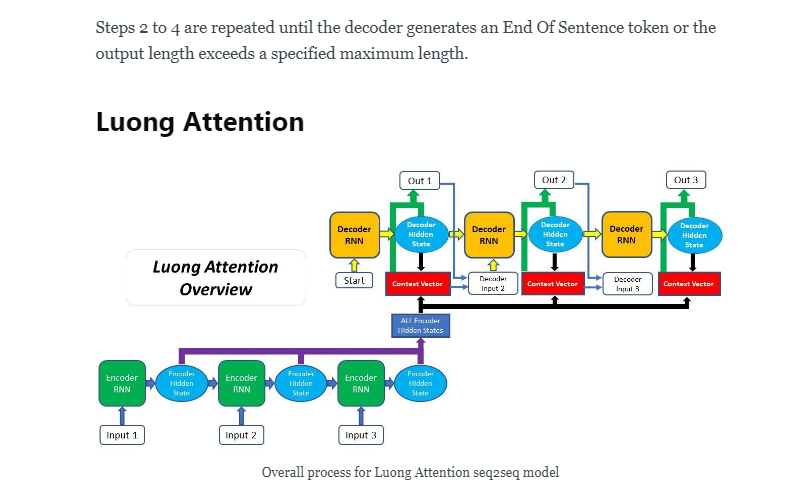 Steps 2 to 4 are repeated until the decoder generates an End Of Sentence token or the
output length exceeds a specified maximum length.
Luong Attention
Out 1
Out 2
Out 3
Decoder
RNN
Decoder
Hidden
State
Decoder
RNN
Decoder
Hidden
State
Decoder
RNN
Decoder
Hidden
State
Luong Attention
Overview
Start
Context Vector
Decoder
Input 2
Context Vector
Decoder
Input 3
Context Vector
ALL Encoder
Hidden States
Encoder
RNN
Encoder
Hidden
State
Encoder
RNN
Encoder
Hidden
State
Encoder
RNN
Encoder
Hidden
State
Input 1
Input 2
Input 3
Overall process for Luong Attention seq2seq model